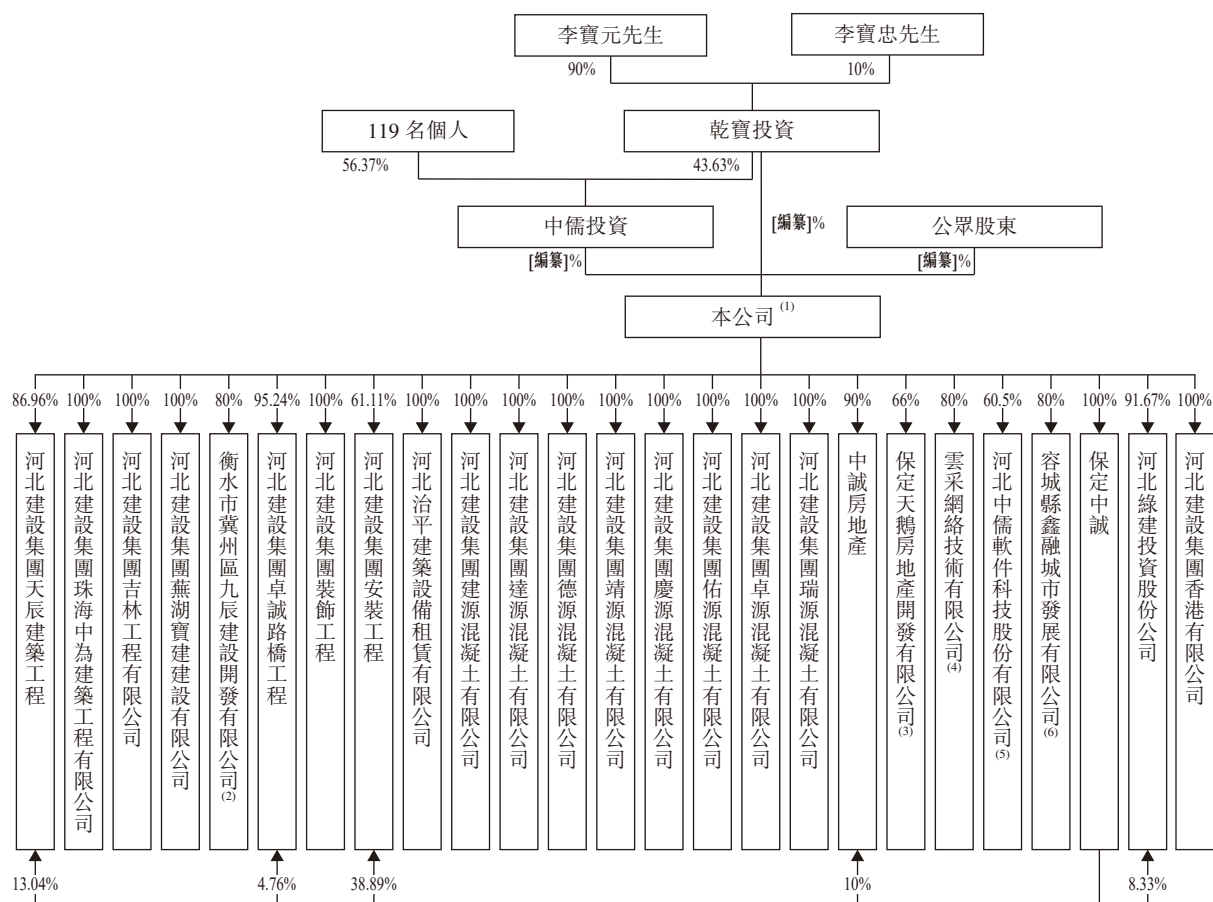 李寶元先生
李寶忠先生
90%
10%
119 名個人
乾寶投資
56.37%
43.63%
中儒投資
[編纂]%
公眾股東
[編纂]%
[編纂]%
本公司 (1)
86.96%
100%
100%
100%
80%
95.24%
100%
61.11%
100%
100%
100%
100%
100%
100%
100%
100%
100%
90%
66%
80%
60.5%
80%
100%
91.67%
100%
河北建設集團天辰建築工程
河北建設集團珠海中為建築工程有限公司
河北建設集團吉林工程有限公司
河北建設集團蕪湖寶建建設有限公司
衡水市冀州區九辰建設開發有限公司(2)
河北建設集團卓誠路橋工程
河北建設集團裝飾工程
河北建設集團安裝工程
河北治平建築設備租賃有限公司
河北建設集團建源混凝土有限公司
河北建設集團達源混凝土有限公司
河北建設集團德源混凝土有限公司
河北建設集團靖源混凝土有限公司
河北建設集團慶源混凝土有限公司
河北建設集團佑源混凝土有限公司
河北建設集團卓源混凝土有限公司
河北建設集團瑞源混凝土有限公司
中誠房地產
保定天鵝房地產開發有限公司(3)
雲采網絡技術有限公司(4)
河北中儒軟件科技股份有限公司(5)
容城縣鑫融城市發展有限公司(6)
保定中誠
河北綠建投資股份公司
河北建設集團香港有限公司
13.04%
4.76%
38.89%
10%
8.33%